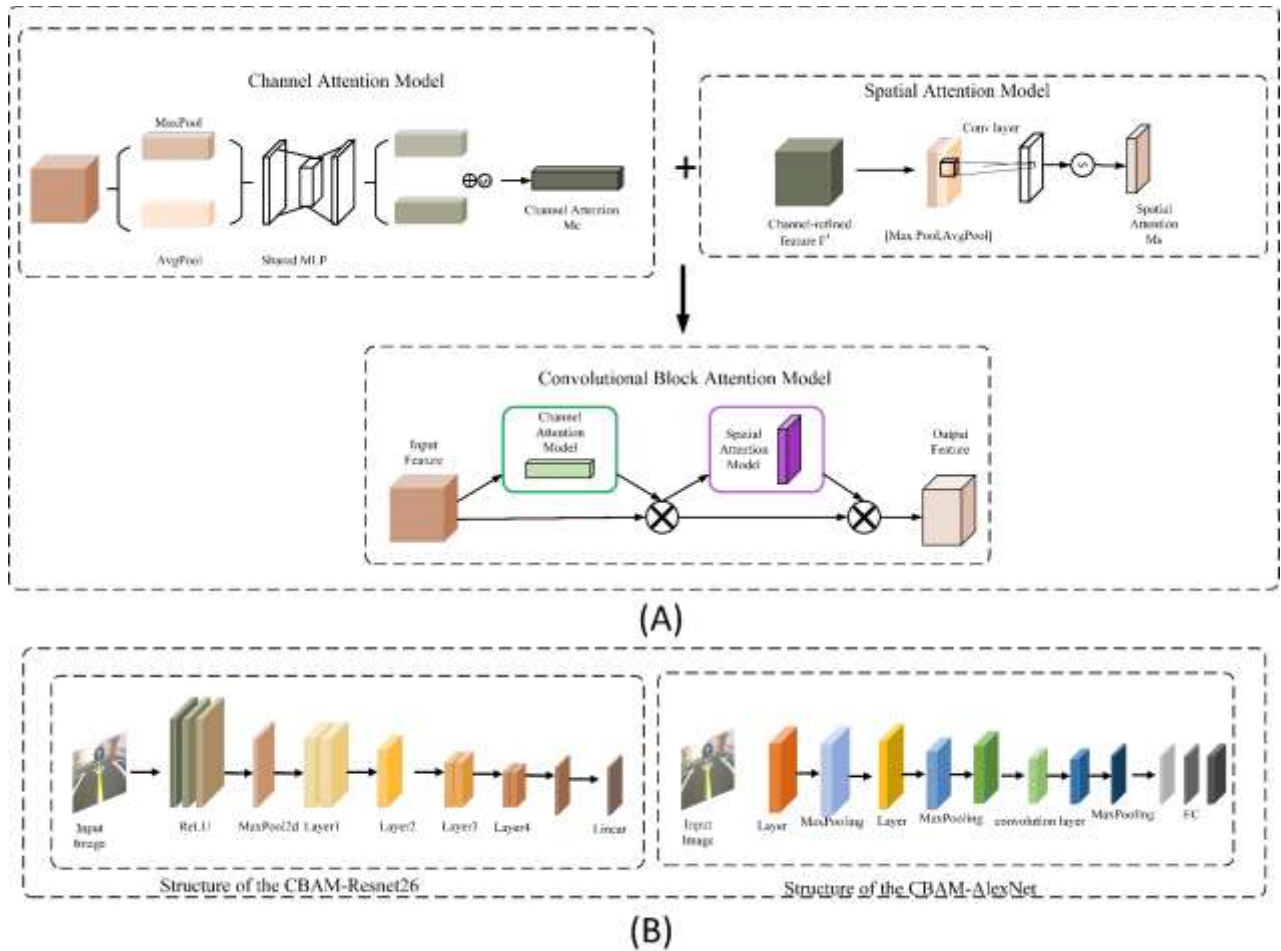 Channel Attention Model
MaxPool
AvgPool
Shared MLP
Channel Attention
Mc
+
Spatial Attention Model
Conv layer
Channel-refined
feature F'
[Max Pool,AvgPool]
Spatial
Attention
Ms
Convolutional Block Attention Model
Input
Feature
Channel
Attention
Model
Spatial
Attention
Model
Output
Feature
(A)
Input
Image
ReLU
MaxPool2d
Layer1
Layer2
Layer3
Layer4
Linear
Structure of the CBAM-Resnet26
Input
Image
Layer
MaxPooling
Layer
MaxPooling
convolution layer
MaxPooling
FC
Structure of the CBAM-AlexNet
(B)